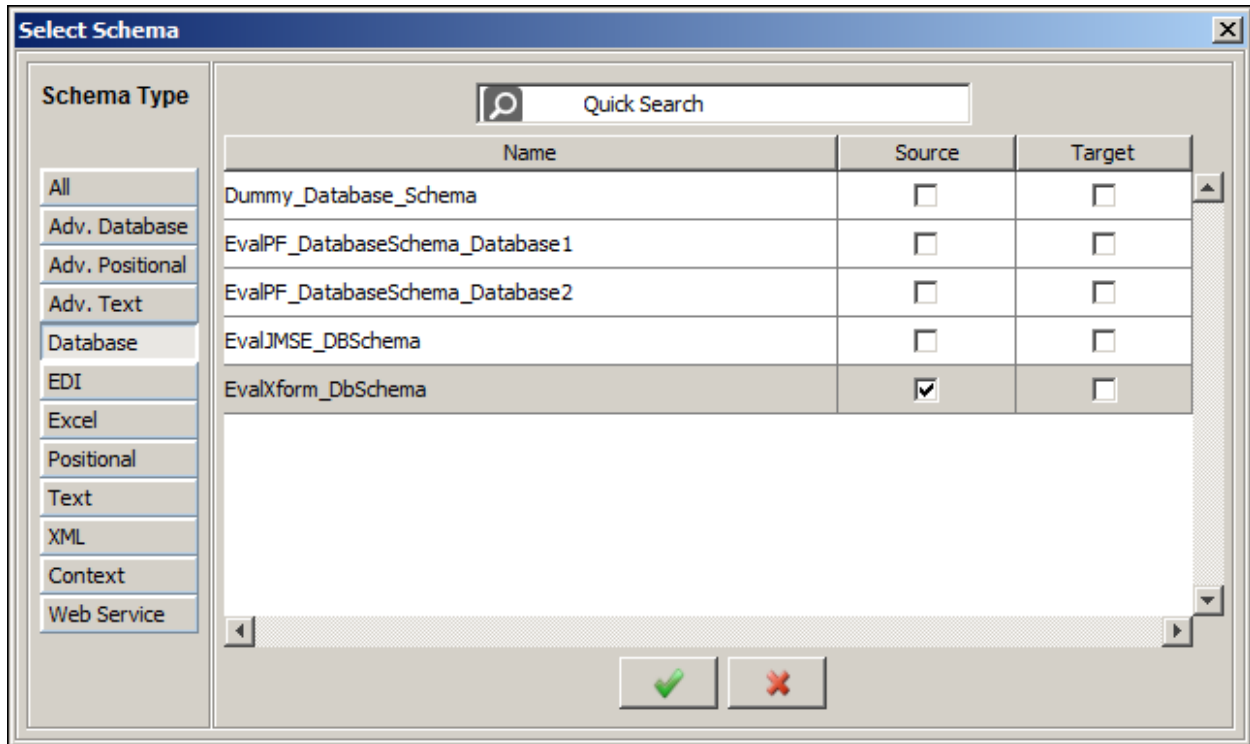 Select Schema
Schema Type
Quick Search
Name Source Target
All
Adv. Database
Adv. Positional
Adv. Text
Database
EDI
Excel
Positional
Text
XML
Context
Web Service
Dummy_Database_Schema
EvalPF_DatabaseSchema_Database1
EvalPF_DatabaseSchema_Database2
EvalJMSE_DBSchema
EvalXform_DbSchema